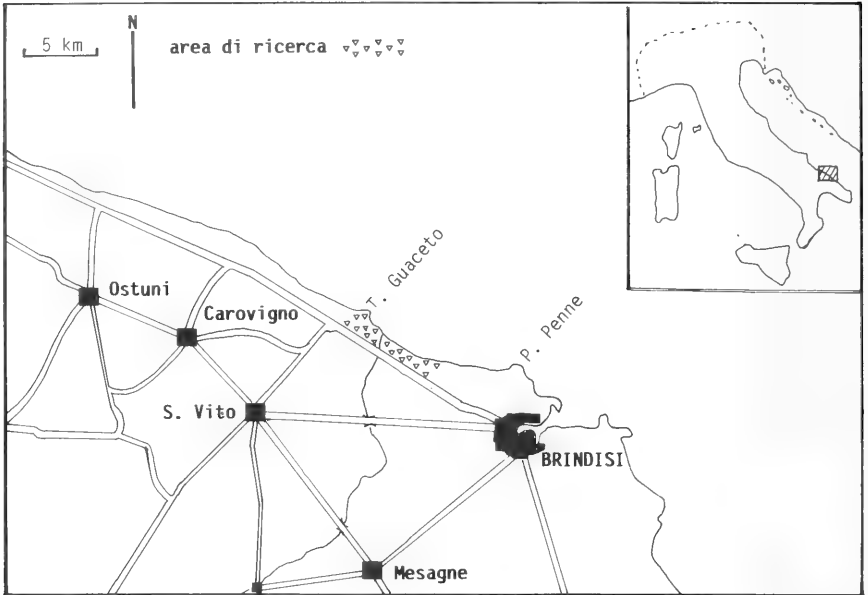 N
5 km
area di ricerca
T. Guaceto
P. Penne
Ostuni
Carovigno
S. Vito
BRINDISI
Mesagne